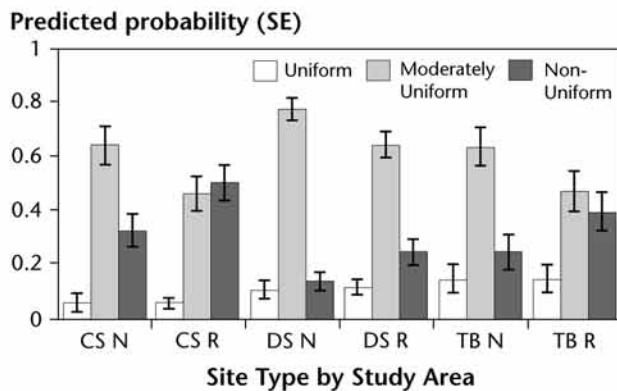 Predicted probability (SE)
1
Uniform
Moderately
Uniform
Non-
Uniform
0.8
0.6
0.4
0.2
0
CS N CS R DS N DS R TB N TB R
Site Type by Study Area